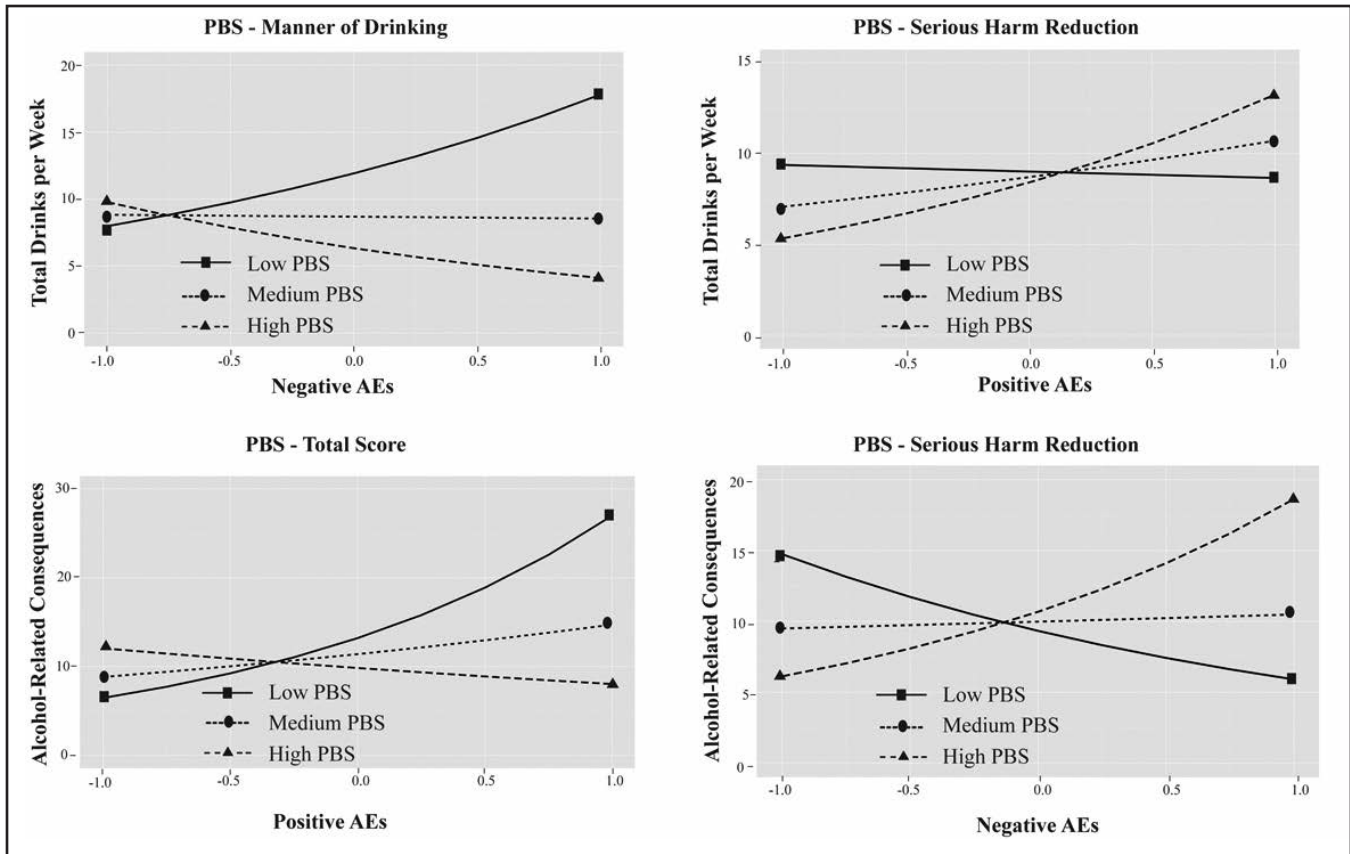 PBS - Manner of Drinking
Total Drinks per Week
20
15
10
5
0
Low PBS
Medium PBS
High PBS
-1.0 -0.5 0.0 0.5 1.0
Negative AEs
PBS - Serious Harm Reduction
Total Drinks per Week
15
10
5
0
Low PBS
Medium PBS
High PBS
-1.0 -0.5 0.0 0.5 1.0
Positive AEs
PBS - Total Score
Alcohol-Related Consequences
30
20
10
0
Low PBS
Medium PBS
High PBS
-1.0 -0.5 0.0 0.5 1.0
Positive AEs
PBS - Serious Harm Reduction
Alcohol-Related Consequences
20
15
10
5
0
Low PBS
Medium PBS
High PBS
-1.0 -0.5 0.0 0.5 1.0
Negative AEs